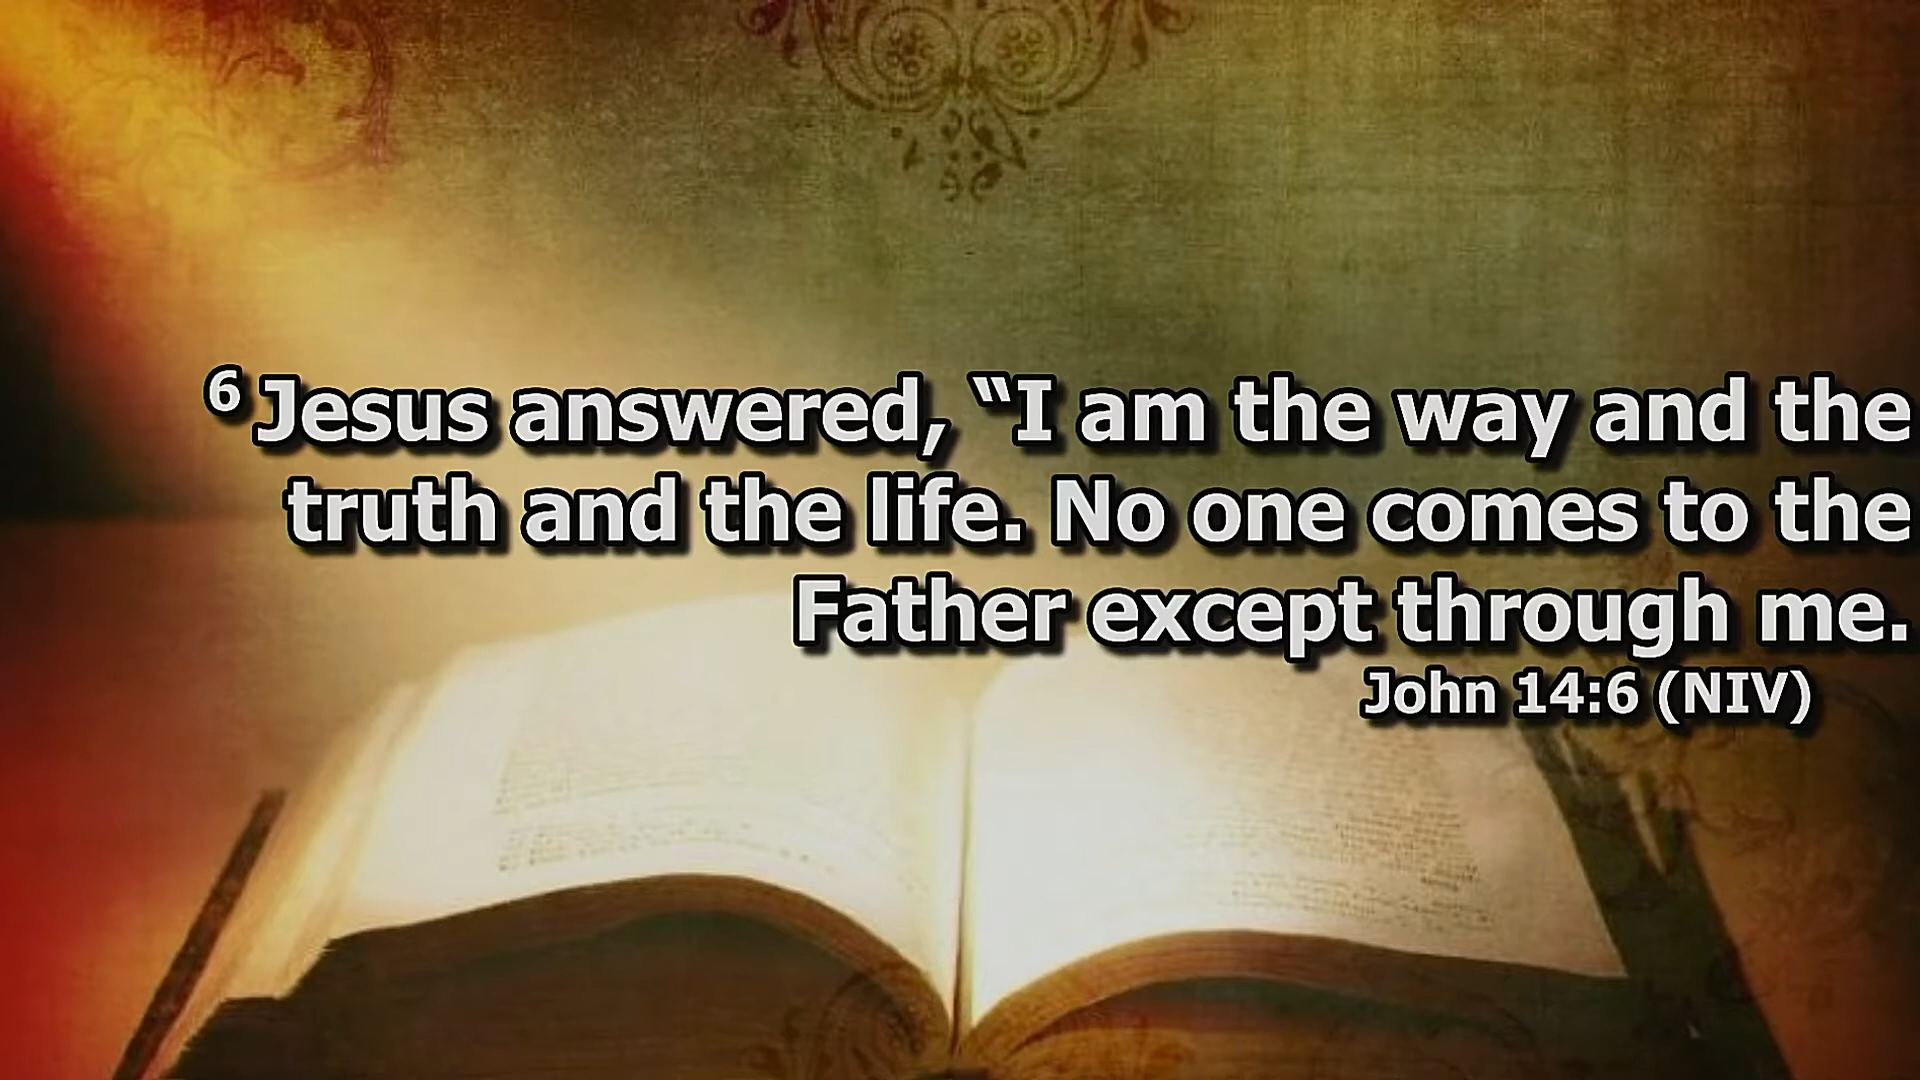 6 Jesus answered, “I am the way and the
truth and the life. No one comes to the
Father except through me.
John 14:6 (NIV)